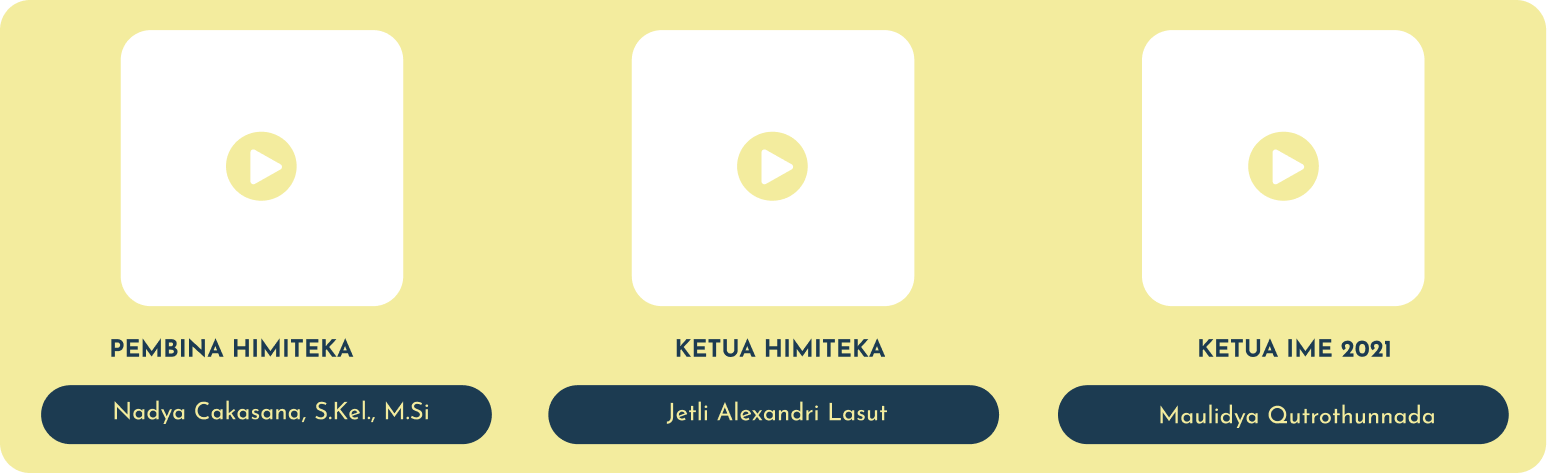 PEMBINA HIMITEKA
Nadya Cakasana, S.Kel., M.Si
KETUA HIMITEKA
Jetli Alexandri Lasut
KETUA IME 2021
Maulidya Qutrothunnada